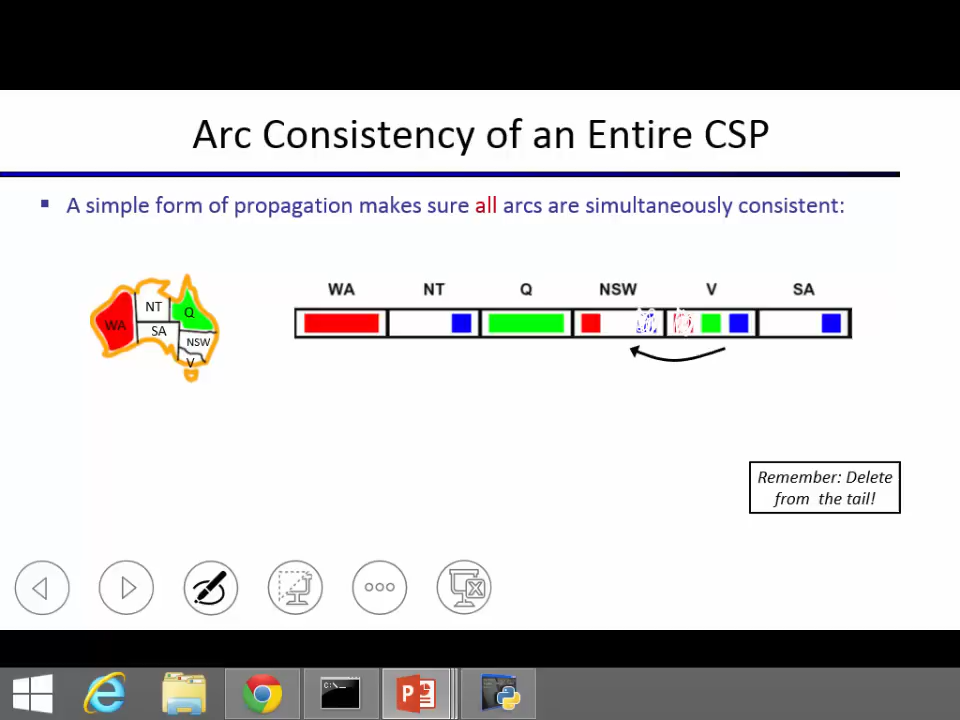 Arc Consistency of an Entire CSP
A simple form of propagation makes sure all arcs are simultaneously consistent:
WA NT Q NSW V SA
NT
Q
WA
SA
NSW
V
Remember: Delete
from the tail!
C:\_